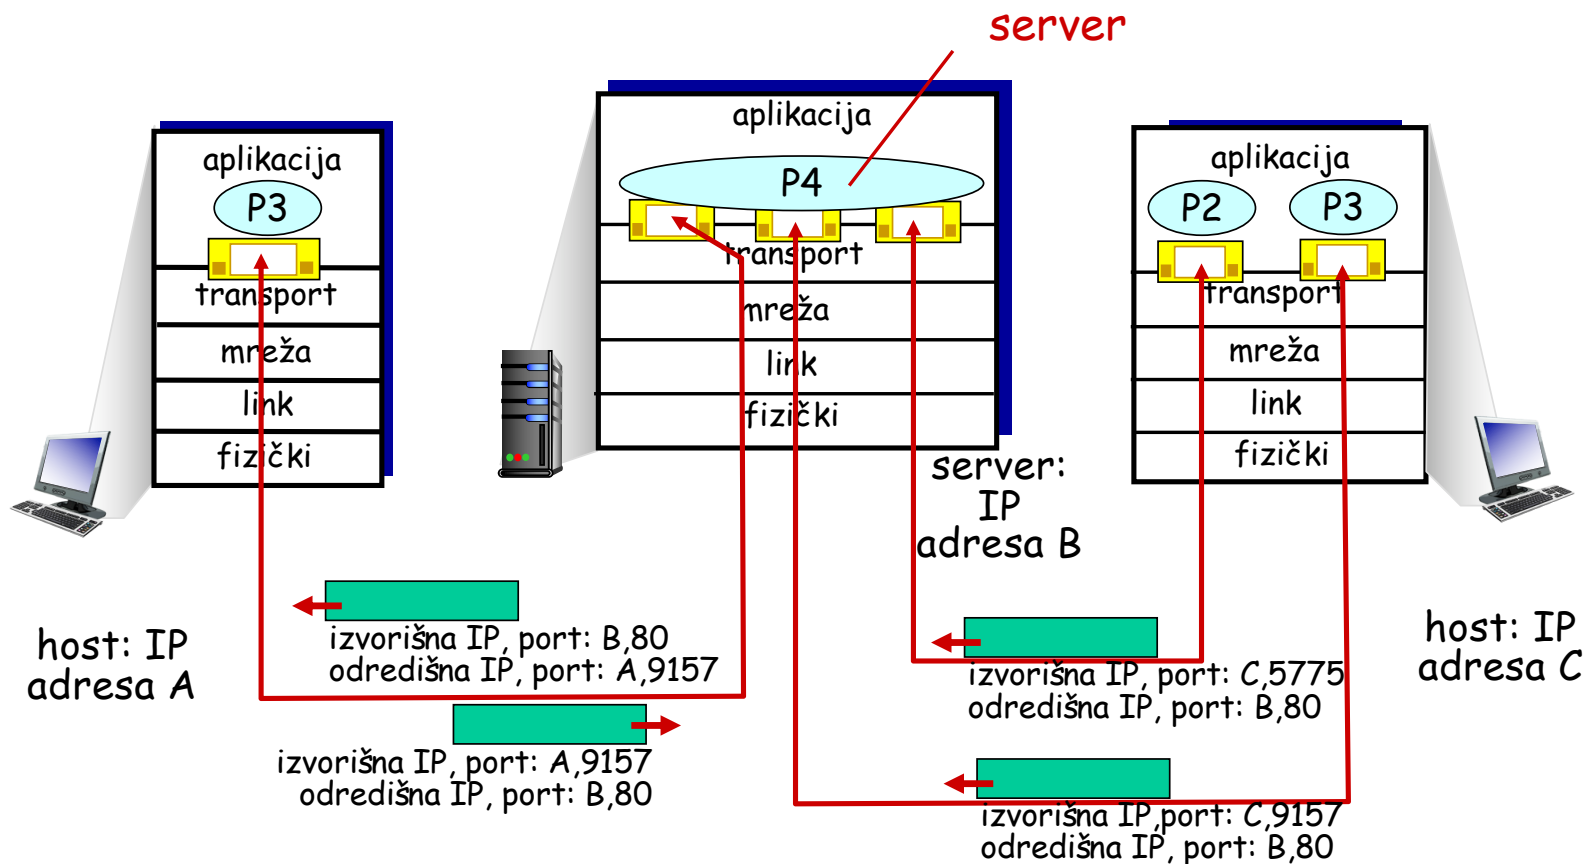 server
aplikacija
P3
transport
mreža
link
fizički
host: IP
adresa A
aplikacija
P4
transport
mreža
link
fizički
server:
IP
adresa B
aplikacija
P2
P3
transport
mreža
link
fizički
host: IP
adresa C
izvorišna IP, port: B,80
odredišna IP, port: A,9157
izvorišna IP, port: A,9157
odredišna IP, port: B,80
izvorišna IP, port: C,5775
odredišna IP, port: B,80
izvorišna IP,port: C,9157
odredišna IP, port: B,80